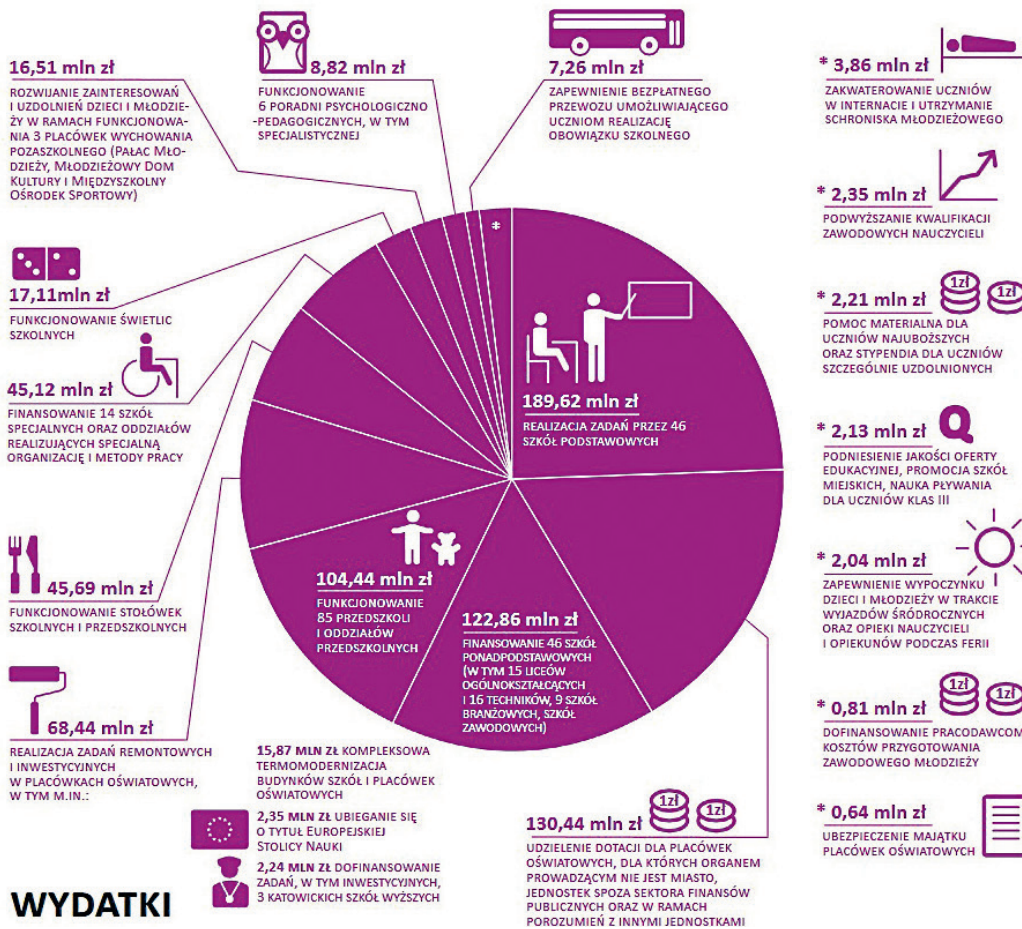 16,51 mln zł
ROZWIJANIE ZAINTERESOWAŃ
I UZDOLNIEŃ DZIECI I MŁODZIE-
ŻY W RAMACH FUNKCJONOWA-
NIA 3 PLACÓWEK WYCHOWANIA
POZASZKOLNEGO (PAŁAC MŁO-
DZIEŻY, MŁODZIEŻOWY DOM
KULTURY I MIĘDZYSZKOLNY
OŚRODEK SPORTOWY)
8,82 mln zł
FUNKCJONOWANIE
6 PORADNI PSYCHOLOGICZNO
-PEDAGOGICZNYCH, W TYM
SPECJALISTYCZNEJ
7,26 mln zł
ZAPEWNIENIE BEZPŁATNEGO
PRZEWOZU UMOŻLIWIAJĄCEGO
UCZNIOM REALIZACJĘ
OBOWIĄZKU SZKOLNEGO
17,11mln zł
FUNKCJONOWANIE ŚWIETLIC
SZKOLNYCH
45,12 mln zł
FINANSOWANIE 14 SZKÓŁ
SPECJALNYCH ORAZ ODDZIAŁÓW
REALIZUJĄCYCH SPECJALNĄ
ORGANIZACJĘ I METODY PRACY
45,69 mln zł
FUNKCJONOWANIE STOŁÓWEK
SZKOLNYCH I PRZEDSZKOLNYCH
68,44 mln zł
REALIZACJA ZADAŃ REMONTOWYCH
I INWESTYCYJNYCH
W PLACÓWKACH OŚWIATOWYCH,
W TYM M.IN.:
15,87 MLN ZŁ KOMPLEKSOWA
TERMOMODERNIZACJA
BUDYNKÓW SZKÓŁ I PLACÓWEK
OŚWIATOWYCH
2,35 MLN ZŁ UBIEGANIE SIĘ
O TYTUŁ EUROPEJSKIEJ
STOLICY NAUKI
2,24 MLN ZŁ DOFINANSOWANIE
ZADAŃ, W TYM INWESTYCYJNYCH,
3 KATOWICKICH SZKÓŁ WYŻSZYCH
WYDATKI
*
189,62 mln zł
REALIZACJA ZADAŃ PRZEZ 46
SZKÓŁ PODSTAWOWYCH
104,44 mln zł
FUNKCJONOWANIE
85 PRZEDSZKOLI
I ODDZIAŁÓW
PRZEDSZKOLNYCH
122,86 mln zł
FINANSOWANIE 46 SZKÓŁ
PONADPODSTAWOWYCH
(W TYM 15 LICEÓW
OGÓLNOKSZTAŁCĄCYCH
I 16 TECHNIKÓW, 9 SZKÓŁ
BRANŻOWYCH, SZKÓŁ
ZAWODOWYCH)
130,44 mln zł
1zł 1zł
UDZIELENIE DOTACJI DLA PLACÓWEK
OŚWIATOWYCH, DLA KTÓRYCH ORGANEM
PROWADZĄCYM NIE JEST MIASTO,
JEDNOSTEK SPOZA SEKTORA FINANSÓW
PUBLICZNYCH ORAZ W RAMACH
POROZUMIEŃ Z INNYMI JEDNOSTKAMI
* 3,86 mln zł
ZAKWATEROWANIE UCZNIÓW
W INTERNACIE I UTRZYMANIE
SCHRONISKA MŁODZIEŻOWEGO
* 2,35 mln zł
PODWYŻSZANIE KWALIFIKACJI
ZAWODOWYCH NAUCZYCIELI
* 2,21 mln zł
1zł 1zł
POMOC MATERIALNA DLA
UCZNIÓW NAJUBOŻSZYCH
ORAZ STYPENDIA DLA UCZNIÓW
SZCZEGÓLNIE UZDOLNIONYCH
* 2,13 mln zł Q
PODNIESIENIE JAKOŚCI OFERTY
EDUKACYJNEJ, PROMOCJA SZKÓŁ
MIEJSKICH, NAUKA PŁYWANIA
DLA UCZNIÓW KLAS III
* 2,04 mln zł
ZAPEWNIENIE WYPOCZYNKU
DZIECI I MŁODZIEŻY W TRAKCIE
WYJAZDÓW ŚRÓDROCZNYCH
ORAZ OPIEKI NAUCZYCIELI
I OPIEKUNÓW PODCZAS FERII
* 0,81 mln zł
1zł 1zł
DOFINANSOWANIE PRACODAWCOM
KOSZTÓW PRZYGOTOWANIA
ZAWODOWEGO MŁODZIEŻY
* 0,64 mln zł
UBEZPIECZENIE MAJĄTKU
PLACÓWEK OŚWIATOWYCH